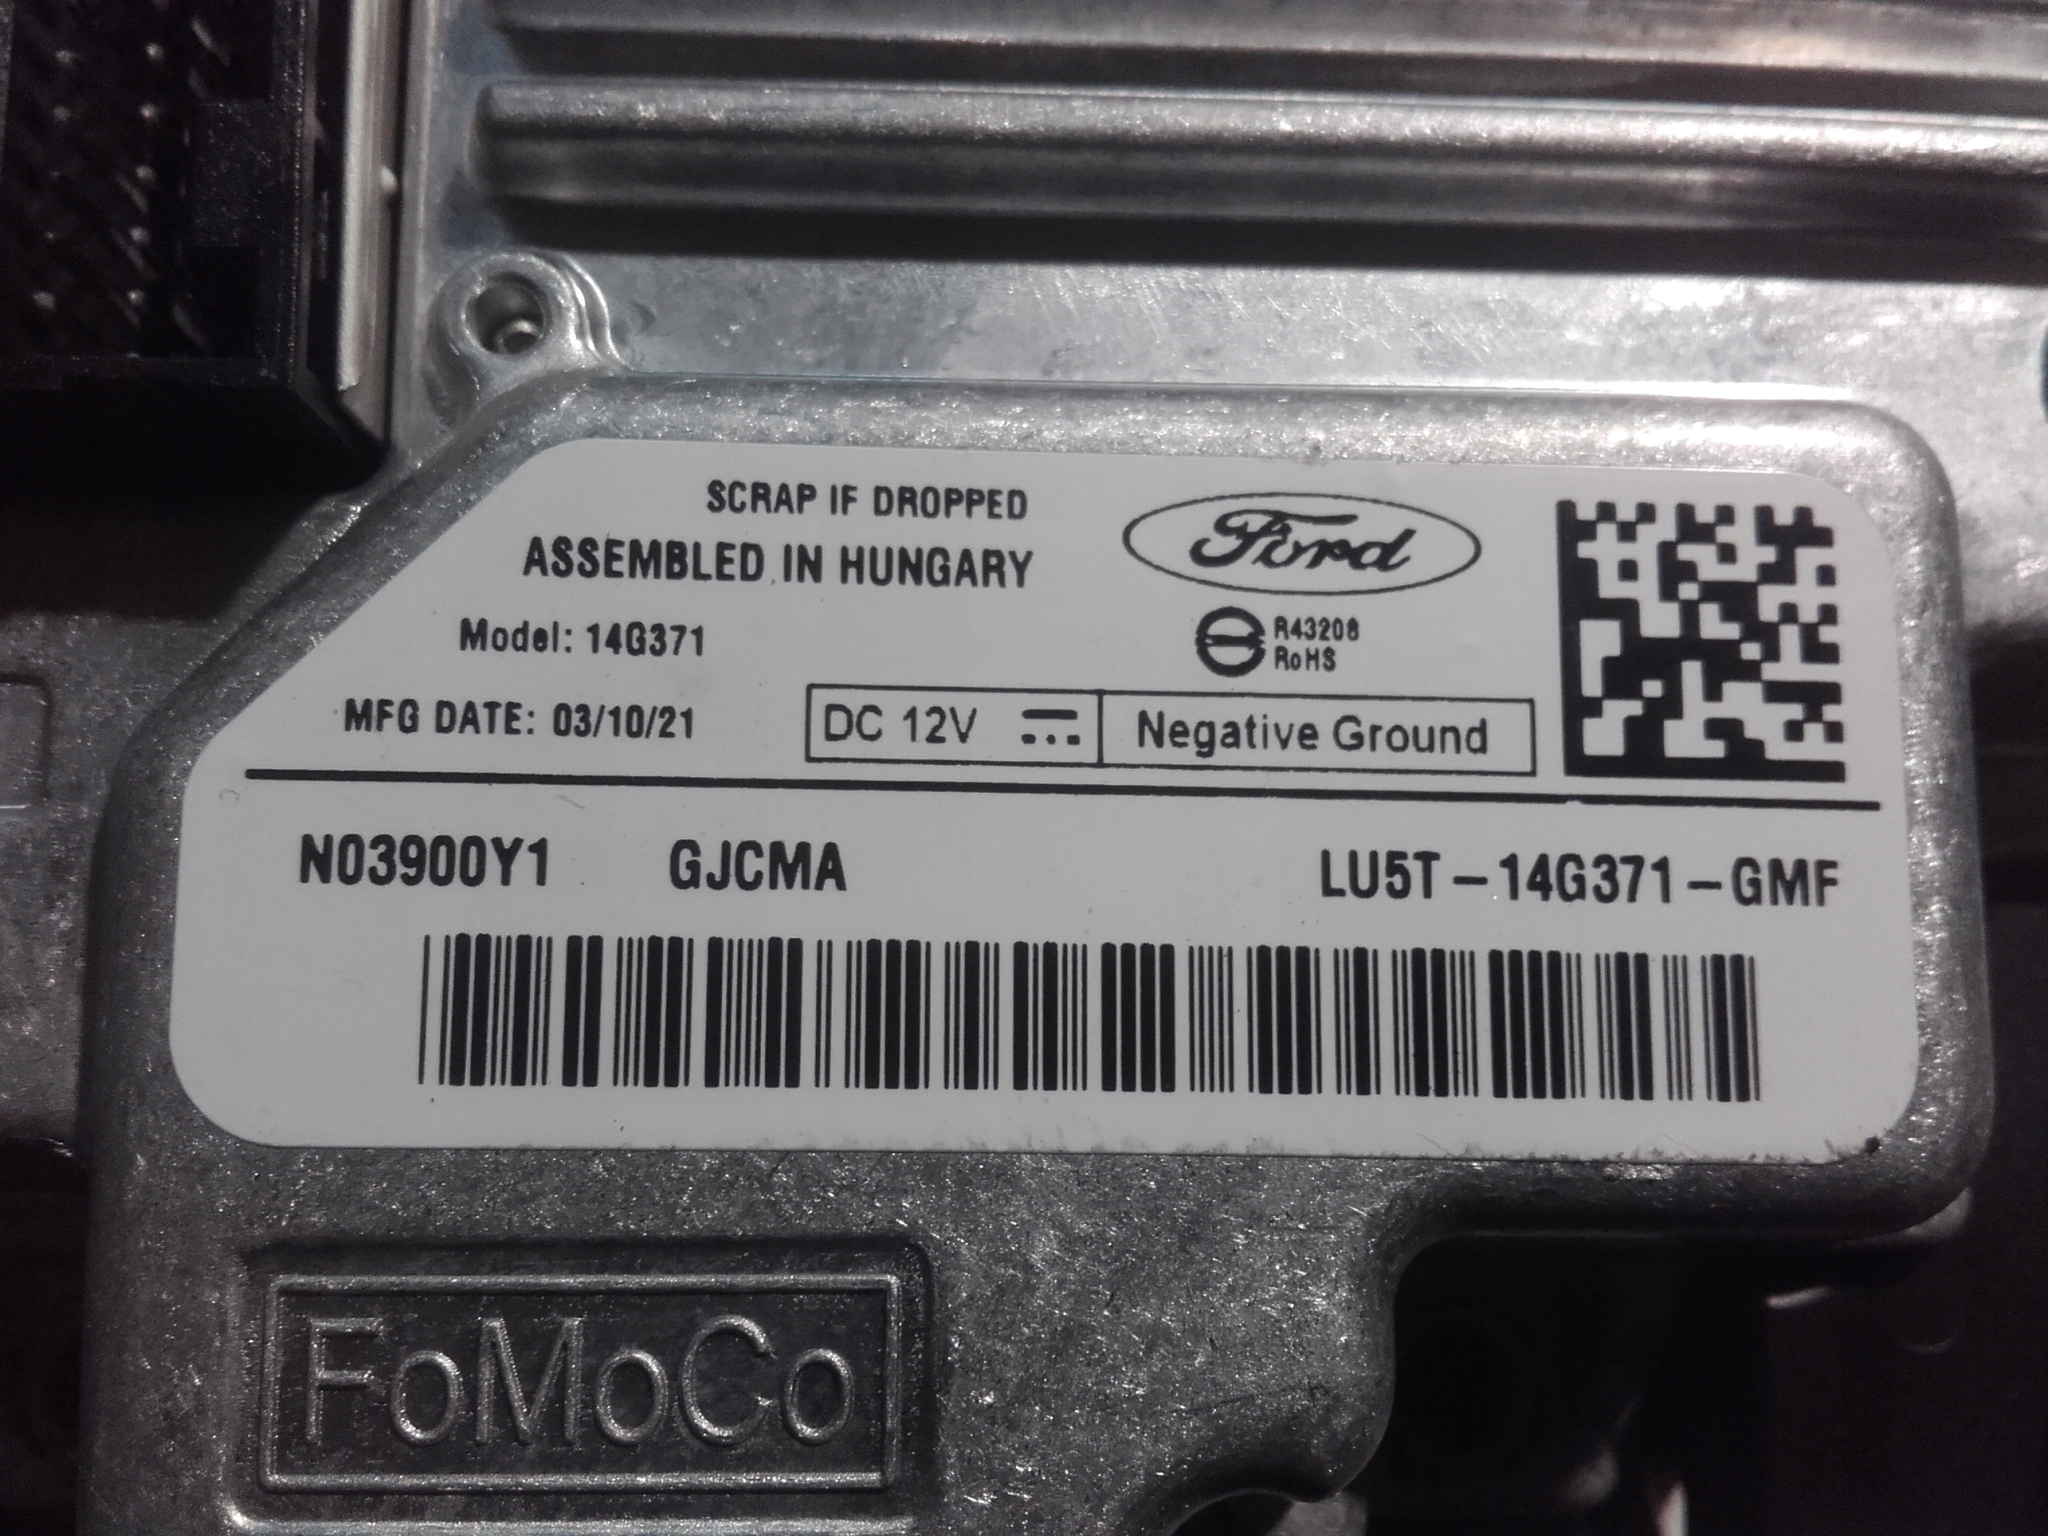 SCRAP IF DROPPED
ASSEMBLED IN HUNGARY
Ford
R43208
RoHS
Model: 14G371
MFG DATE: 03/10/21
DC 12V
Negative Ground
N03900Y1 GJCMA LU5T-14G371-GMF
FoMoCo